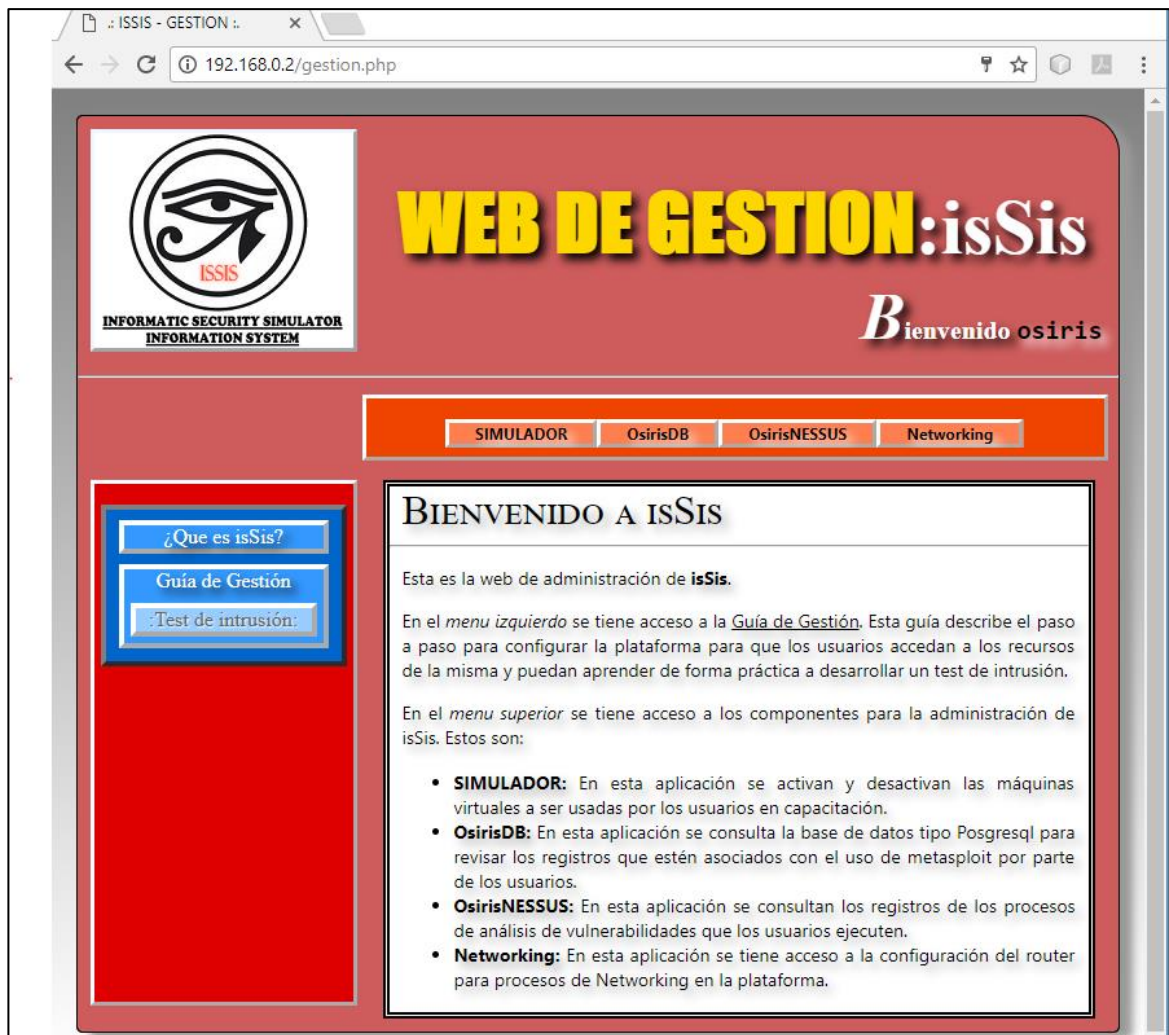 .: ISSIS - GESTION :.
192.168.0.2/gestion.php
ISSIS
INFORMATIC SECURITY SIMULATOR
INFORMATION SYSTEM
WEB DE GESTION:isSis
Bienvenido osiris
SIMULADOR OsirisDB OsirisNESSUS Networking
¿Que es isSis?
Guía de Gestión
:Test de intrusión:
Bienvenido a isSis
Esta es la web de administración de isSis.
En el menu izquierdo se tiene acceso a la Guía de Gestión. Esta guía describe el paso
a paso para configurar la plataforma para que los usuarios accedan a los recursos
de la misma y puedan aprender de forma práctica a desarrollar un test de intrusión.
En el menu superior se tiene acceso a los componentes para la administración de
isSis. Estos son:
• SIMULADOR: En esta aplicación se activan y desactivan las máquinas
virtuales a ser usadas por los usuarios en capacitación.
• OsirisDB: En esta aplicación se consulta la base de datos tipo Posgresql para
revisar los registros que estén asociados con el uso de metasploit por parte
de los usuarios.
• OsirisNESSUS: En esta aplicación se consultan los registros de los procesos
de análisis de vulnerabilidades que los usuarios ejecuten.
• Networking: En esta aplicación se tiene acceso a la configuración del router
para procesos de Networking en la plataforma.